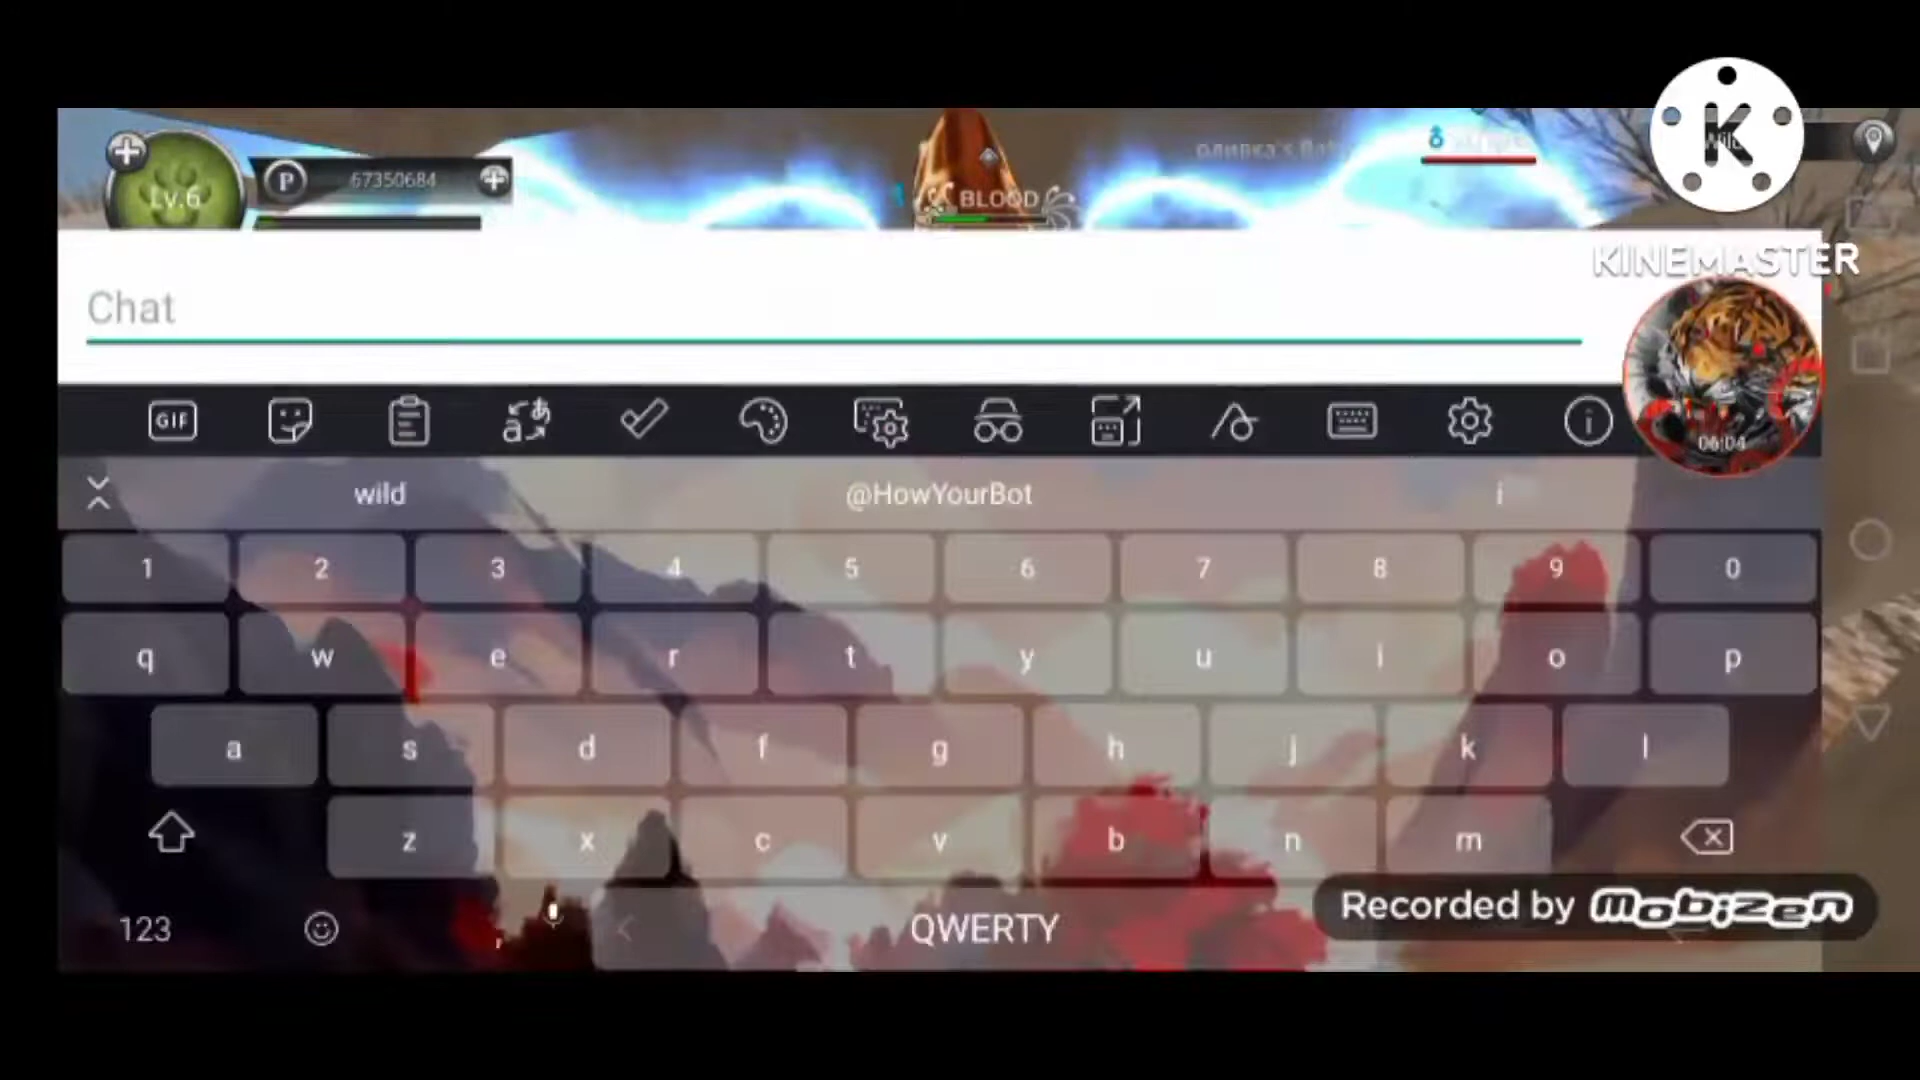 Lv.6
P
67350684
BLOOD
K
KINEMASTER
Chat
GIF
06:04
wild
@HowYourBot
i
1 2 3 4 5 6 7 8 9 0
q w e r t y u i o p
a s d f g h j k l
z x c v b n m
123
,
QWERTY
Recorded by Mobizen